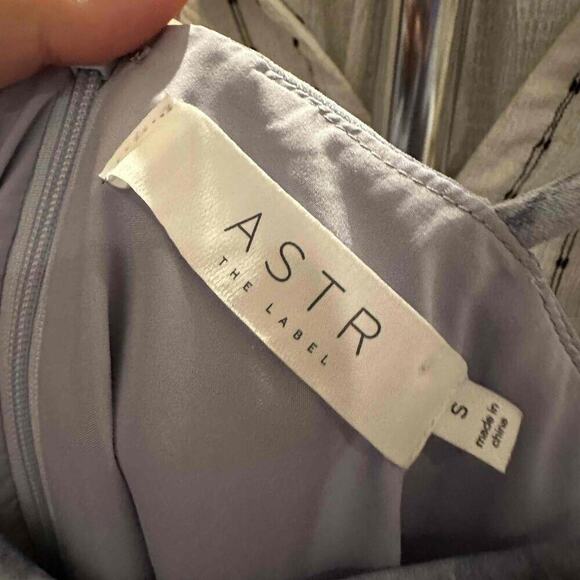 ASTR
THE LABEL
S
made in
china